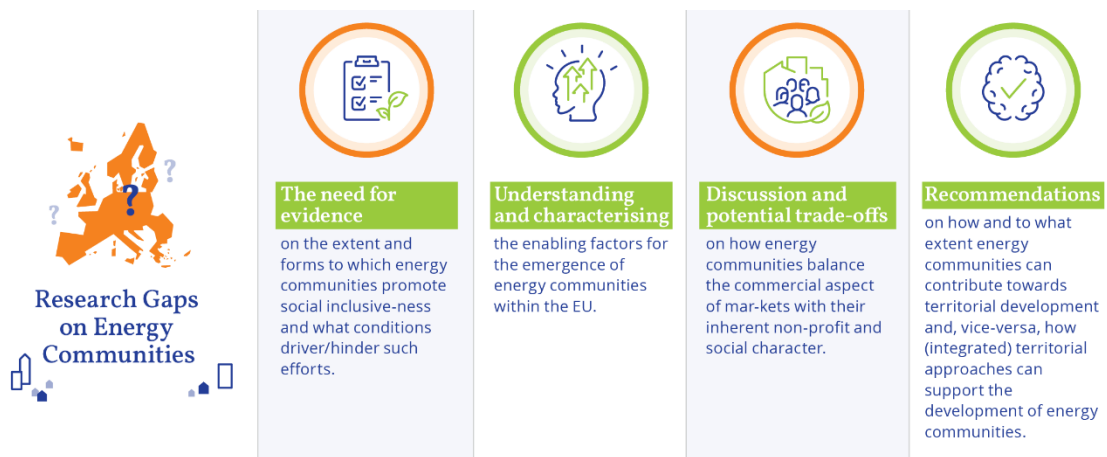 ?
?
?
Research Gaps
on Energy
Communities
The need for
evidence
on the extent and
forms to which energy
communities promote
social inclusive-ness
and what conditions
driver/hinder such
efforts.
Understanding
and characterising
the enabling factors for
the emergence of
energy communities
within the EU.
Discussion and
potential trade-offs
on how energy
communities balance
the commercial aspect
of mar-kets with their
inherent non-profit and
social character.
Recommendations
on how and to what
extent energy
communities can
contribute towards
territorial development
and, vice-versa, how
(integrated) territorial
approaches can
support the
development of energy
communities.